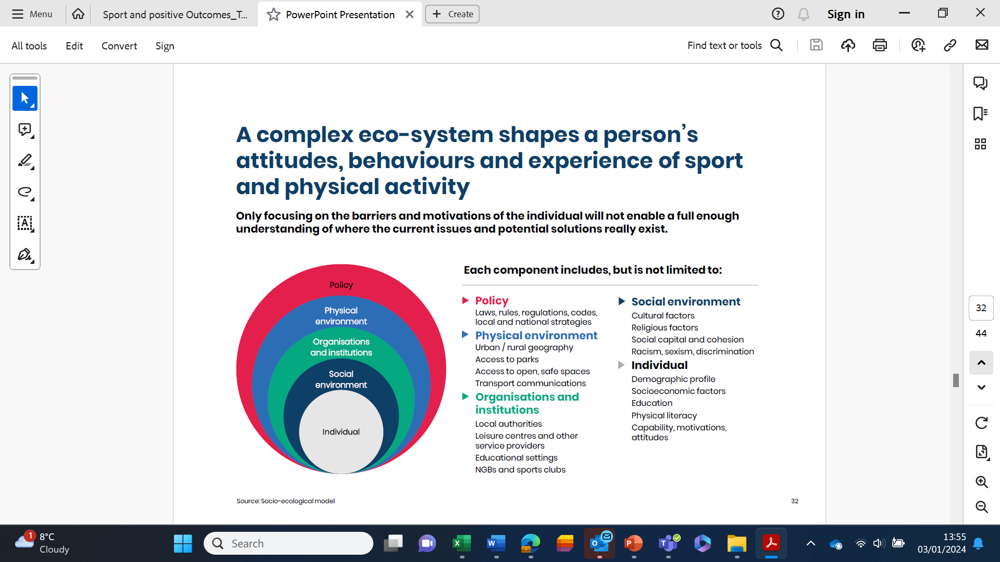 Menu
Sport and positive Outcomes_T...
PowerPoint Presentation
Create
Sign in
All tools
Edit
Convert
Sign
Find text or tools
A complex eco-system shapes a person's
attitudes, behaviours and experience of sport
and physical activity
Only focusing on the barriers and motivations of the individual will not enable a full enough
understanding of where the current issues and potential solutions really exist.
Policy
Physical
environment
Organisations
and institutions
Social
environment
Individual
Each component includes, but is not limited to:
Policy
Laws, rules, regulations, codes,
local and national strategies
Physical environment
Urban / rural geography
Access to parks
Access to open, safe spaces
Transport communications
Organisations and
institutions
Local authorities
Leisure centres and other
service providers
Educational settings
NGBs and sports clubs
Social environment
Cultural factors
Religious factors
Social capital and cohesion
Racism, sexism, discrimination
Individual
Demographic profile
Socioeconomic factors
Education
Physical literacy
Capability, motivations,
attitudes
Source: Socio-ecological model
32
32
44
1
8°C
Cloudy
Search
13:55
03/01/2024